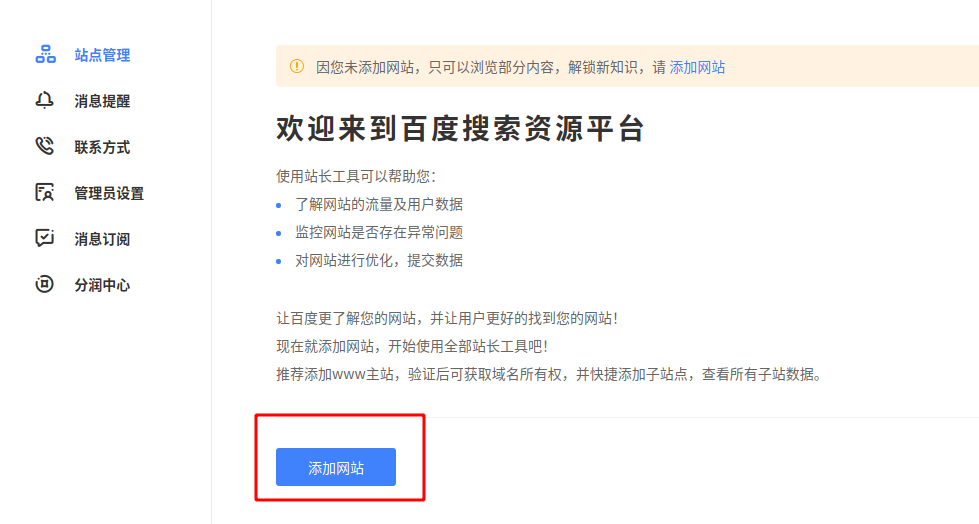 站点管理
消息提醒
联系方式
管理员设置
消息订阅
分润中心
因您未添加网站，只可以浏览部分内容，解锁新知识，请 添加网站
欢迎来到百度搜索资源平台
使用站长工具可以帮助您：
了解网站的流量及用户数据
监控网站是否存在异常问题
对网站进行优化，提交数据
让百度更了解您的网站，并让用户更好的找到您的网站！
现在就添加网站，开始使用全部站长工具吧！
推荐添加www主站，验证后可获取域名所有权，并快捷添加子站点，查看所有子站数据。
添加网站